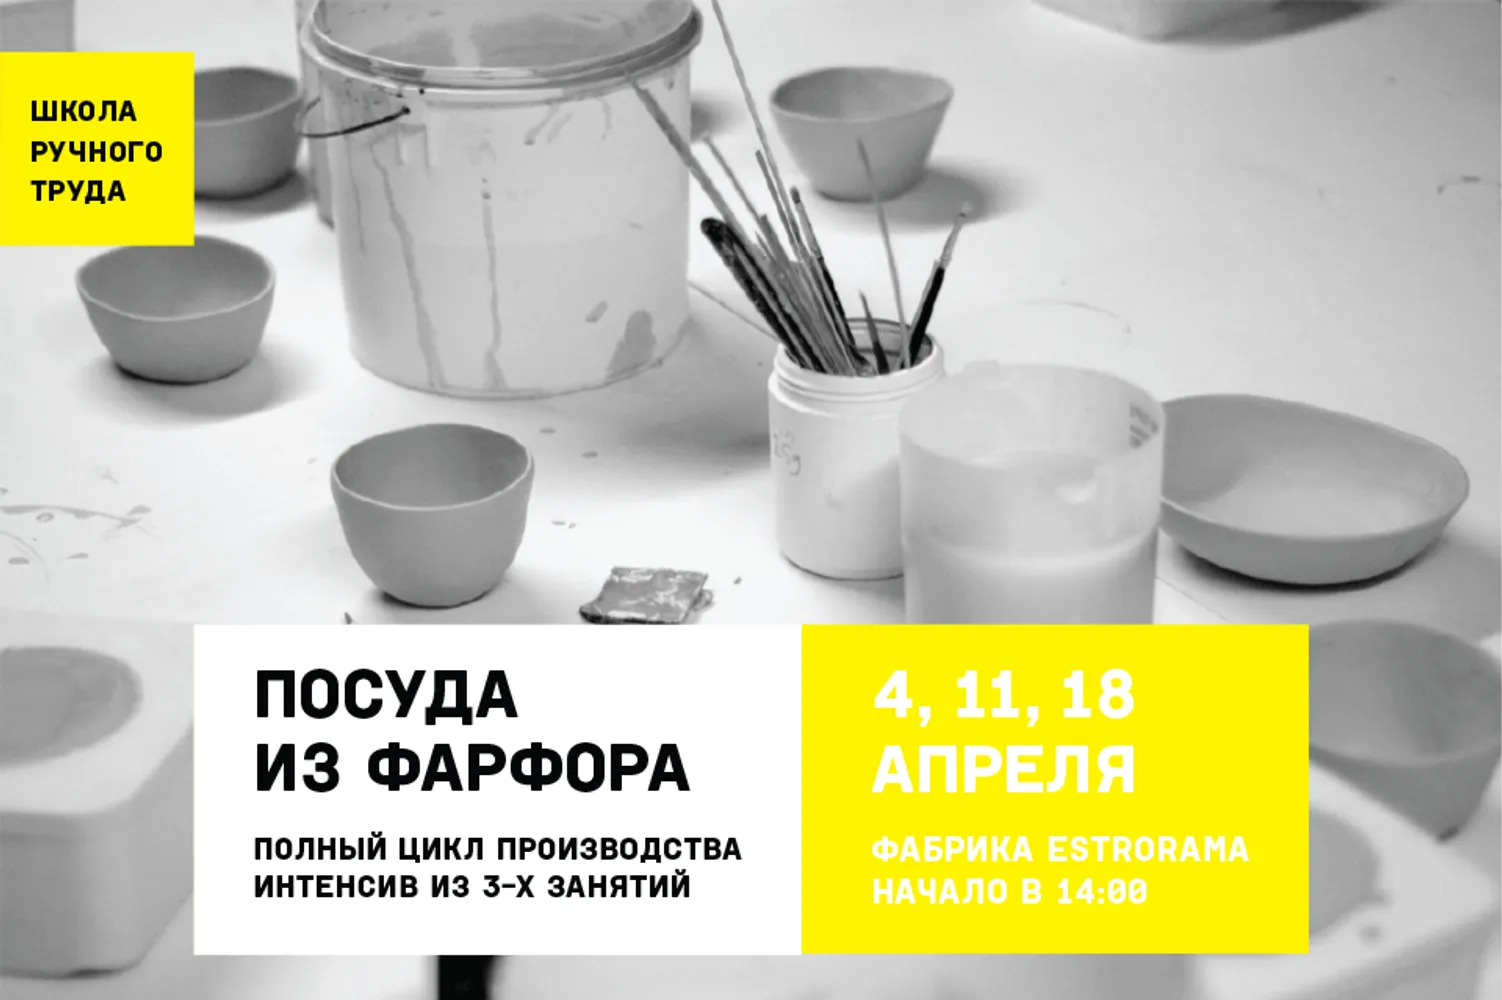 ШКОЛА
РУЧНОГО
ТРУДА
ПОСУДА
ИЗ ФАРФОРА
ПОЛНЫЙ ЦИКЛ ПРОИЗВОДСТВА
ИНТЕНСИВ ИЗ 3-Х ЗАНЯТИЙ
4, 11, 18
АПРЕЛЯ
ФАБРИКА ESTRORAMA
НАЧАЛО В 14:00